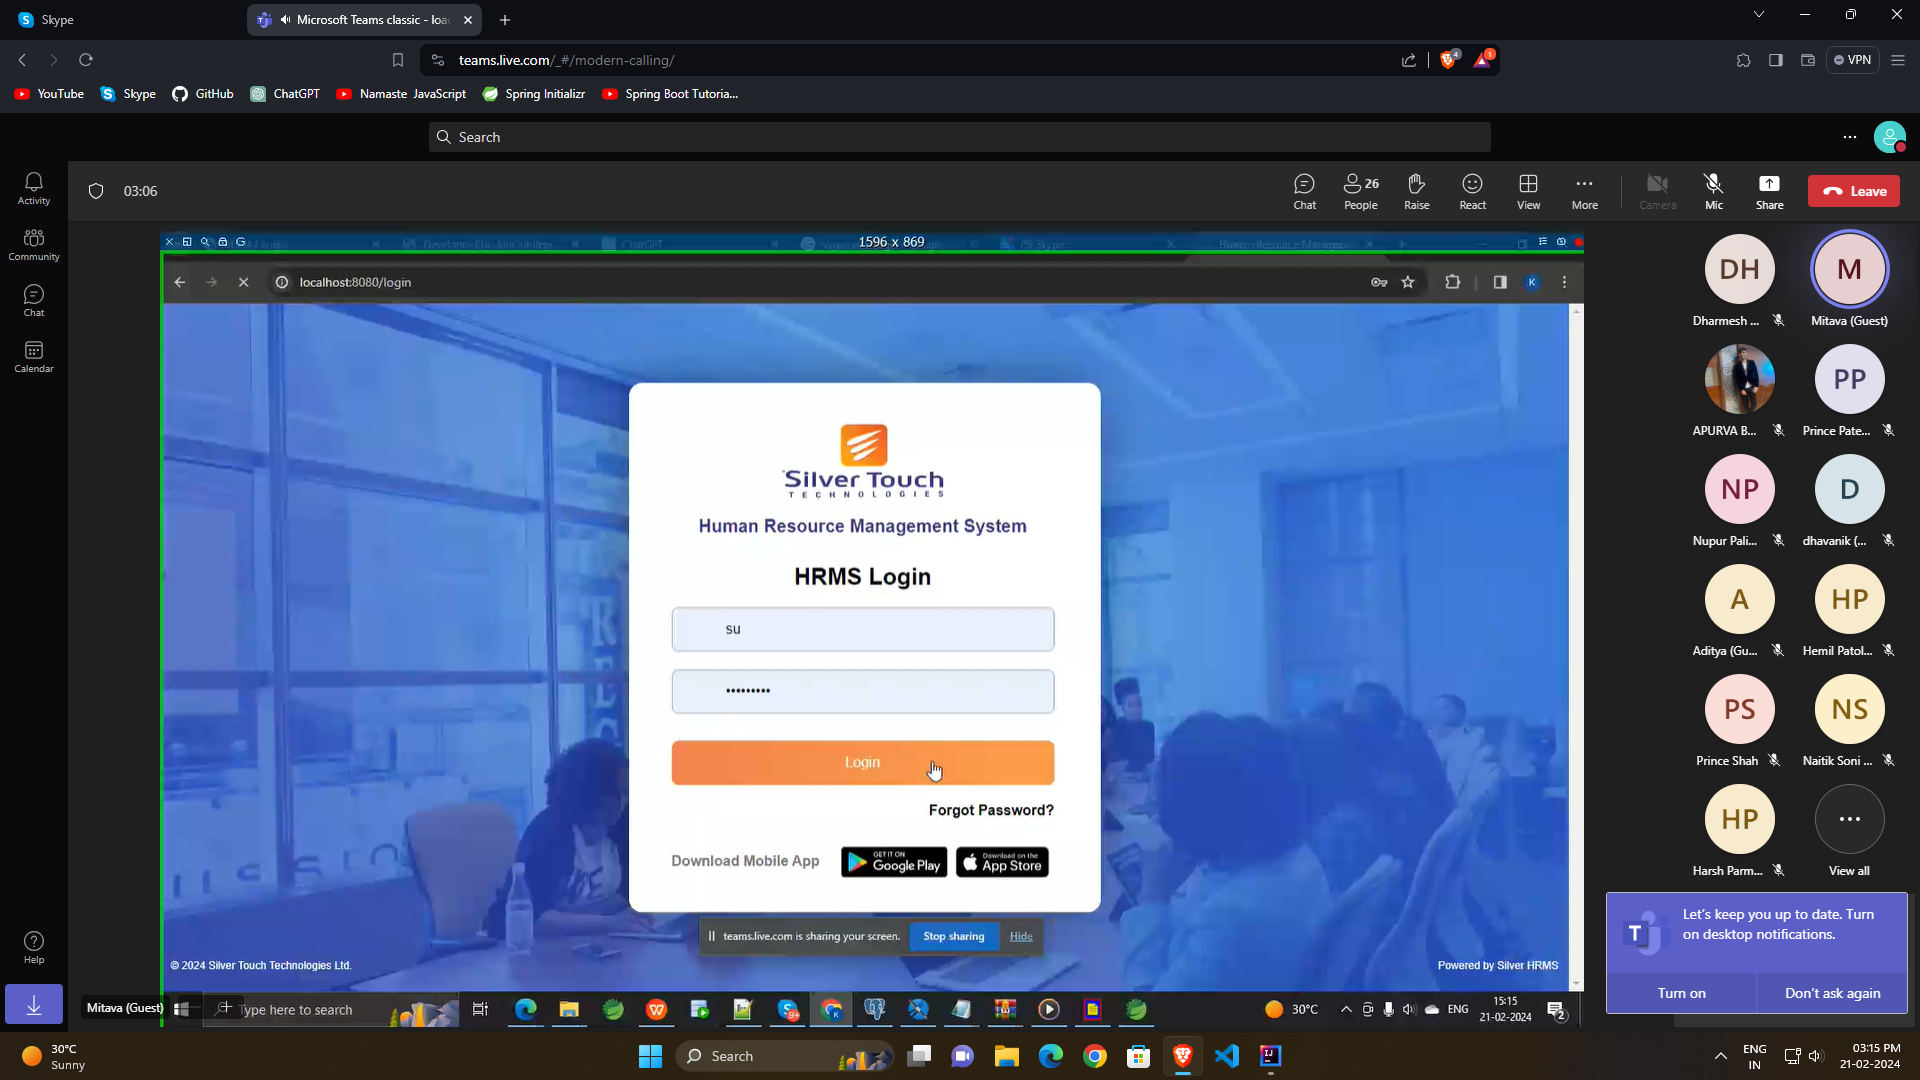 Skype
Microsoft Teams classic - loa
teams.live.com/_#/modern-calling/
4
1
VPN
YouTube
Skype
GitHub
ChatGPT
Namaste JavaScript
Spring Initializr
Spring Boot Tutoria...
Search
Activity
Community
Chat
Calendar
Help
03:06
Chat
26
People
Raise
React
View
More
Camera
Mic
Share
Leave
1596 x 869
localhost:8080/login
K
Silver Touch
TECHNOLOGIES
Human Resource Management System
HRMS Login
su
•••••••••
Login
Forgot Password?
Download Mobile App
GET IT ON
Google Play
Download on the
App Store
teams.live.com is sharing your screen.
Stop sharing
Hide
© 2024 Silver Touch Technologies Ltd.
Powered by Silver HRMS
Mitava (Guest)
Type here to search
30°C
ENG
15:15
21-02-2024
2
DH
Dharmesh ...
M
Mitava (Guest)
APURVA B...
PP
Prince Pate...
NP
Nupur Pali...
D
dhavanik (...
A
Aditya (Gu...
HP
Hemil Patol...
PS
Prince Shah
NS
Naitik Soni ...
HP
Harsh Parm...
View all
Let's keep you up to date. Turn
on desktop notifications.
Turn on
Don't ask again
30°C
Sunny
Search
ENG
IN
03:15 PM
21-02-2024